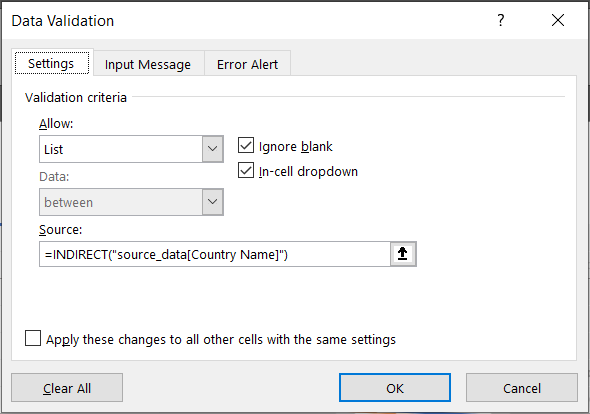 Data Validation
? ×
Settings Input Message Error Alert
Validation criteria
Allow:
List
Ignore blank
Data:
In-cell dropdown
between
Source:
=INDIRECT("source_data[Country Name]")
Apply these changes to all other cells with the same settings
Clear All OK Cancel